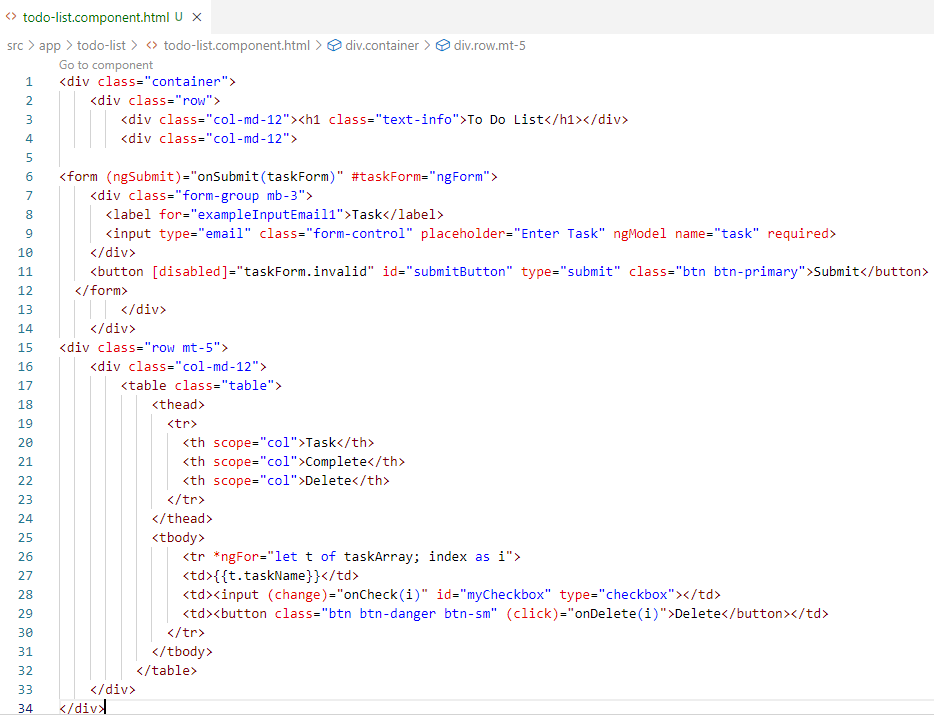 todo-list.component.html U ×
src > app > todo-list > <> todo-list.component.html > div.container > div.row.mt-5
Go to component
1 <div class="container">
2 <div class="row">
3 <div class="col-md-12"><h1 class="text-info">To Do List</h1></div>
4 <div class="col-md-12">
5
6 <form (ngSubmit)="onSubmit(taskForm)" #taskForm="ngForm">
7 <div class="form-group mb-3">
8 <label for="exampleInputEmail1">Task</label>
9 <input type="email" class="form-control" placeholder="Enter Task" ngModel name="task" required>
10 </div>
11 <button [disabled]="taskForm.invalid" id="submitButton" type="submit" class="btn btn-primary">Submit</button>
12 </form>
13 </div>
14 </div>
15 <div class="row mt-5">
16 <div class="col-md-12">
17 <table class="table">
18 <thead>
19 <tr>
20 <th scope="col">Task</th>
21 <th scope="col">Complete</th>
22 <th scope="col">Delete</th>
23 </tr>
24 </thead>
25 <tbody>
26 <tr *ngFor="let t of taskArray; index as i">
27 <td>{{t.taskName}}</td>
28 <td><input (change)="onCheck(i)" id="myCheckbox" type="checkbox"></td>
29 <td><button class="btn btn-danger btn-sm" (click)="onDelete(i)">Delete</button></td>
30 </tr>
31 </tbody>
32 </table>
33 </div>
34 </div>